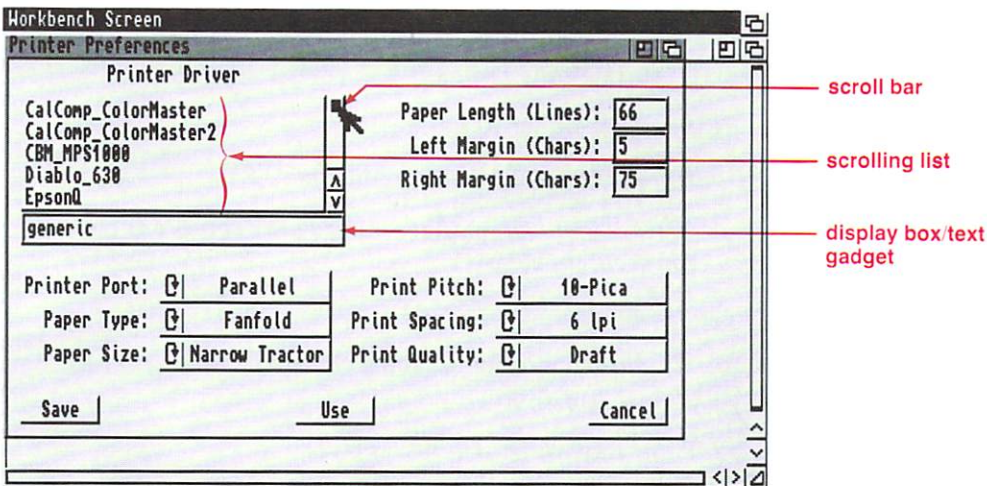 Workbench Screen
Printer Preferences
Printer Driver
CalComp_ColorMaster
CalComp_ColorMaster2
CBM_MPS1000
Diablo_630
EpsonQ
generic
Paper Length (Lines): 66
Left Margin (Chars): 5
Right Margin (Chars): 75
scroll bar
scrolling list
display box/text
gadget
Printer Port: Parallel
Print Pitch: 10-Pica
Paper Type: Fanfold
Print Spacing: 6 lpi
Paper Size: Narrow Tractor
Print Quality: Draft
Save
Use
Cancel